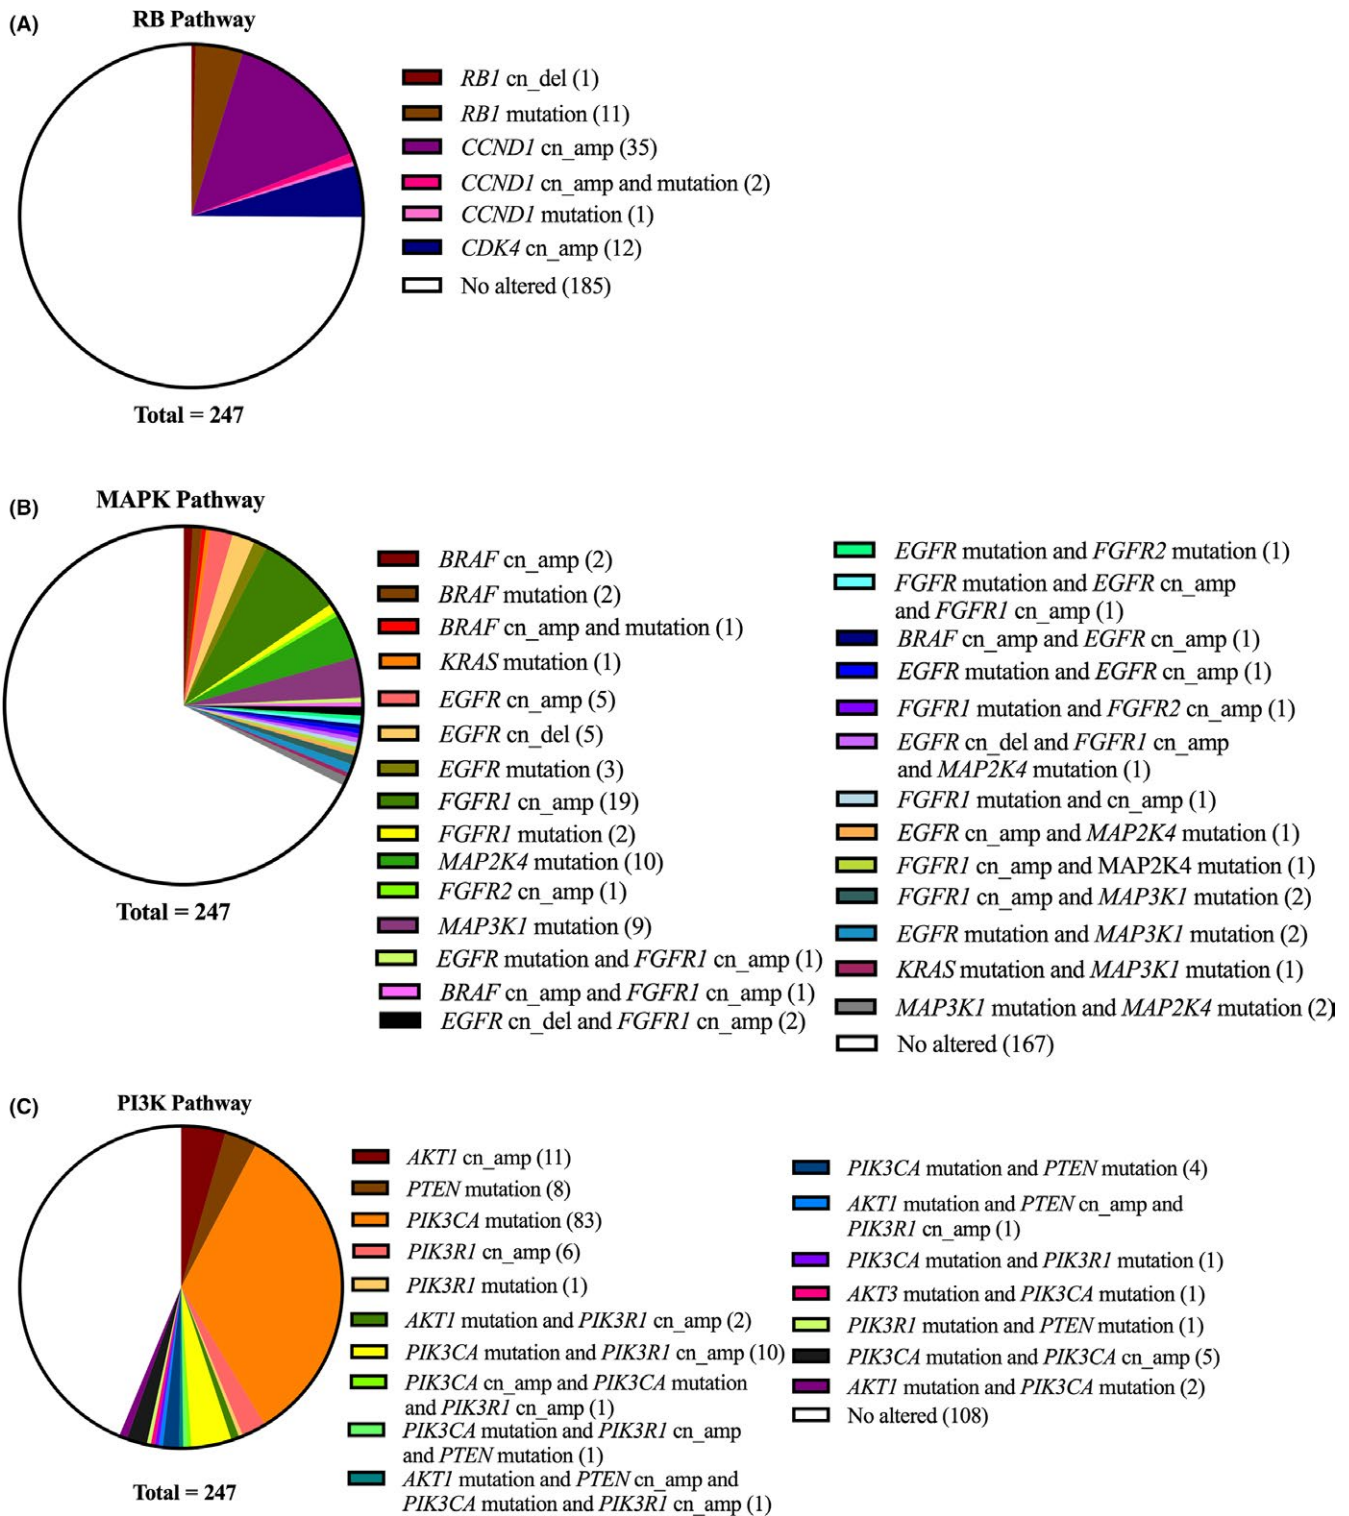 (A)
RB Pathway
RB1 cn_del (1)
RB1 mutation (11)
CCND1 cn_amp (35)
CCND1 cn_amp and mutation (2)
CCND1 mutation (1)
CDK4 cn_amp (12)
No altered (185)
Total = 247
(B)
MAPK Pathway
BRAF cn_amp (2)
BRAF mutation (2)
BRAF cn_amp and mutation (1)
KRAS mutation (1)
EGFR cn_amp (5)
EGFR cn_del (5)
EGFR mutation (3)
FGFR1 cn_amp (19)
FGFR1 mutation (2)
MAP2K4 mutation (10)
FGFR2 cn_amp (1)
MAP3K1 mutation (9)
EGFR mutation and FGFR1 cn_amp (1)
BRAF cn_amp and FGFR1 cn_amp (1)
EGFR cn_del and FGFR1 cn_amp (2)
EGFR mutation and FGFR2 mutation (1)
FGFR mutation and EGFR cn_amp
and FGFR1 cn_amp (1)
BRAF cn_amp and EGFR cn_amp (1)
EGFR mutation and EGFR cn_amp (1)
FGFR1 mutation and FGFR2 cn_amp (1)
EGFR cn_del and FGFR1 cn_amp
and MAP2K4 mutation (1)
FGFR1 mutation and cn_amp (1)
EGFR cn_amp and MAP2K4 mutation (1)
FGFR1 cn_amp and MAP2K4 mutation (1)
FGFR1 cn_amp and MAP3K1 mutation (2)
EGFR mutation and MAP3K1 mutation (2)
KRAS mutation and MAP3K1 mutation (1)
MAP3K1 mutation and MAP2K4 mutation (2)
No altered (167)
Total = 247
(C)
PI3K Pathway
AKT1 cn_amp (11)
PTEN mutation (8)
PIK3CA mutation (83)
PIK3R1 cn_amp (6)
PIK3R1 mutation (1)
AKT1 mutation and PIK3R1 cn_amp (2)
PIK3CA mutation and PIK3R1 cn_amp (10)
PIK3CA cn_amp and PIK3CA mutation
and PIK3R1 cn_amp (1)
PIK3CA mutation and PIK3R1 cn_amp
and PTEN mutation (1)
AKT1 mutation and PTEN cn_amp and
PIK3CA mutation and PIK3R1 cn_amp (1)
PIK3CA mutation and PTEN mutation (4)
AKT1 mutation and PTEN cn_amp and
PIK3R1 cn_amp (1)
PIK3CA mutation and PIK3R1 mutation (1)
AKT3 mutation and PIK3CA mutation (1)
PIK3R1 mutation and PTEN mutation (1)
PIK3CA mutation and PIK3CA cn_amp (5)
AKT1 mutation and PIK3CA mutation (2)
No altered (108)
Total = 247